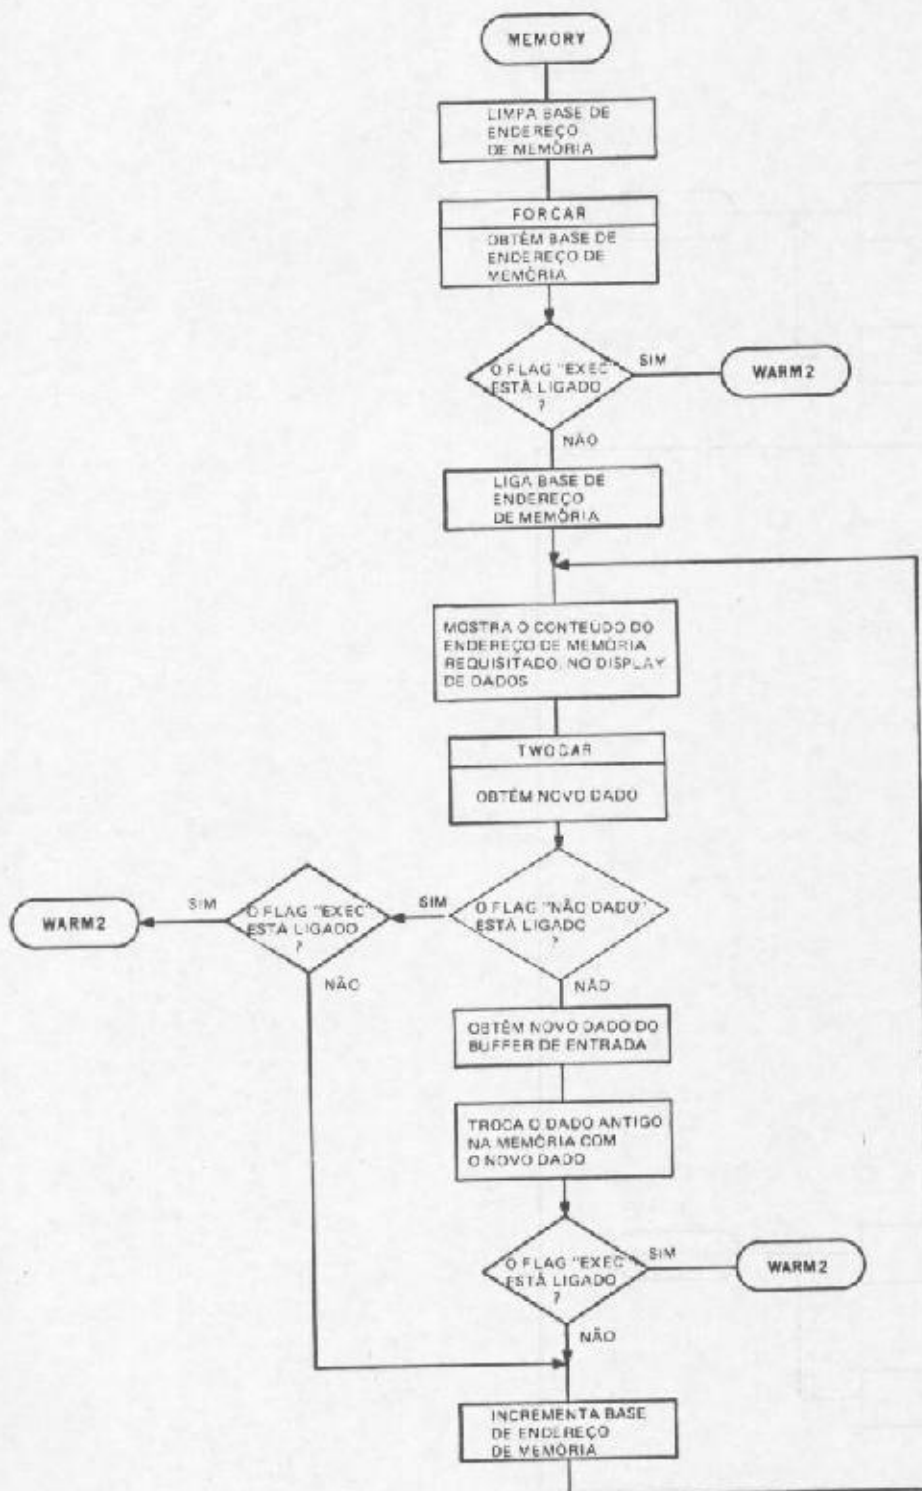 MEMORY
LIMPA BASE DE
ENDEREÇO
DE MEMÓRIA
FORCAR
OBTÉM BASE DE
ENDEREÇO DE
MEMÓRIA
O FLAG "EXEC"
ESTÁ LIGADO
?
SIM
WARM2
NÃO
LIGA BASE DE
ENDEREÇO
DE MEMÓRIA
MOSTRA O CONTEÚDO DO
ENDEREÇO DE MEMÓRIA
REQUISITADO, NO DISPLAY
DE DADOS
TWOCAR
OBTÉM NOVO DADO
O FLAG "NÃO DADO"
ESTÁ LIGADO
?
SIM
O FLAG "EXEC"
ESTÁ LIGADO
?
SIM
WARM2
NÃO
NÃO
OBTÉM NOVO DADO DO
BUFFER DE ENTRADA
TROCA O DADO ANTIGO
NA MEMÓRIA COM
O NOVO DADO
O FLAG "EXEC"
ESTÁ LIGADO
?
SIM
WARM2
NÃO
INCREMENTA BASE
DE ENDEREÇO
DE MEMÓRIA